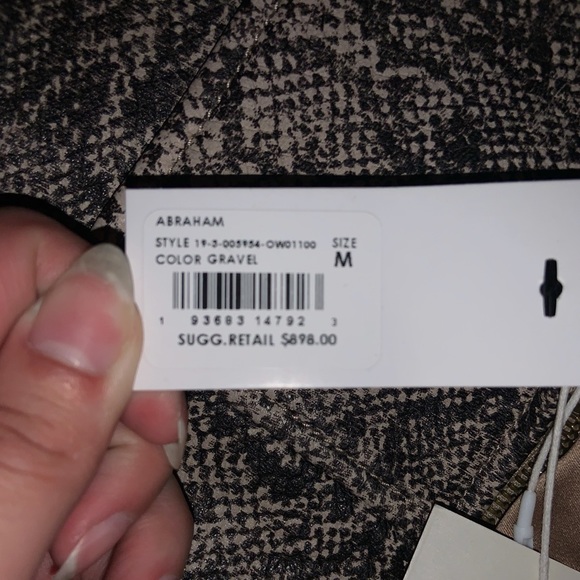 ABRAHAM
STYLE 19-3-005954-OW01100 SIZE
COLOR GRAVEL M
1 93683 14792 3
SUGG.RETAIL $898.00